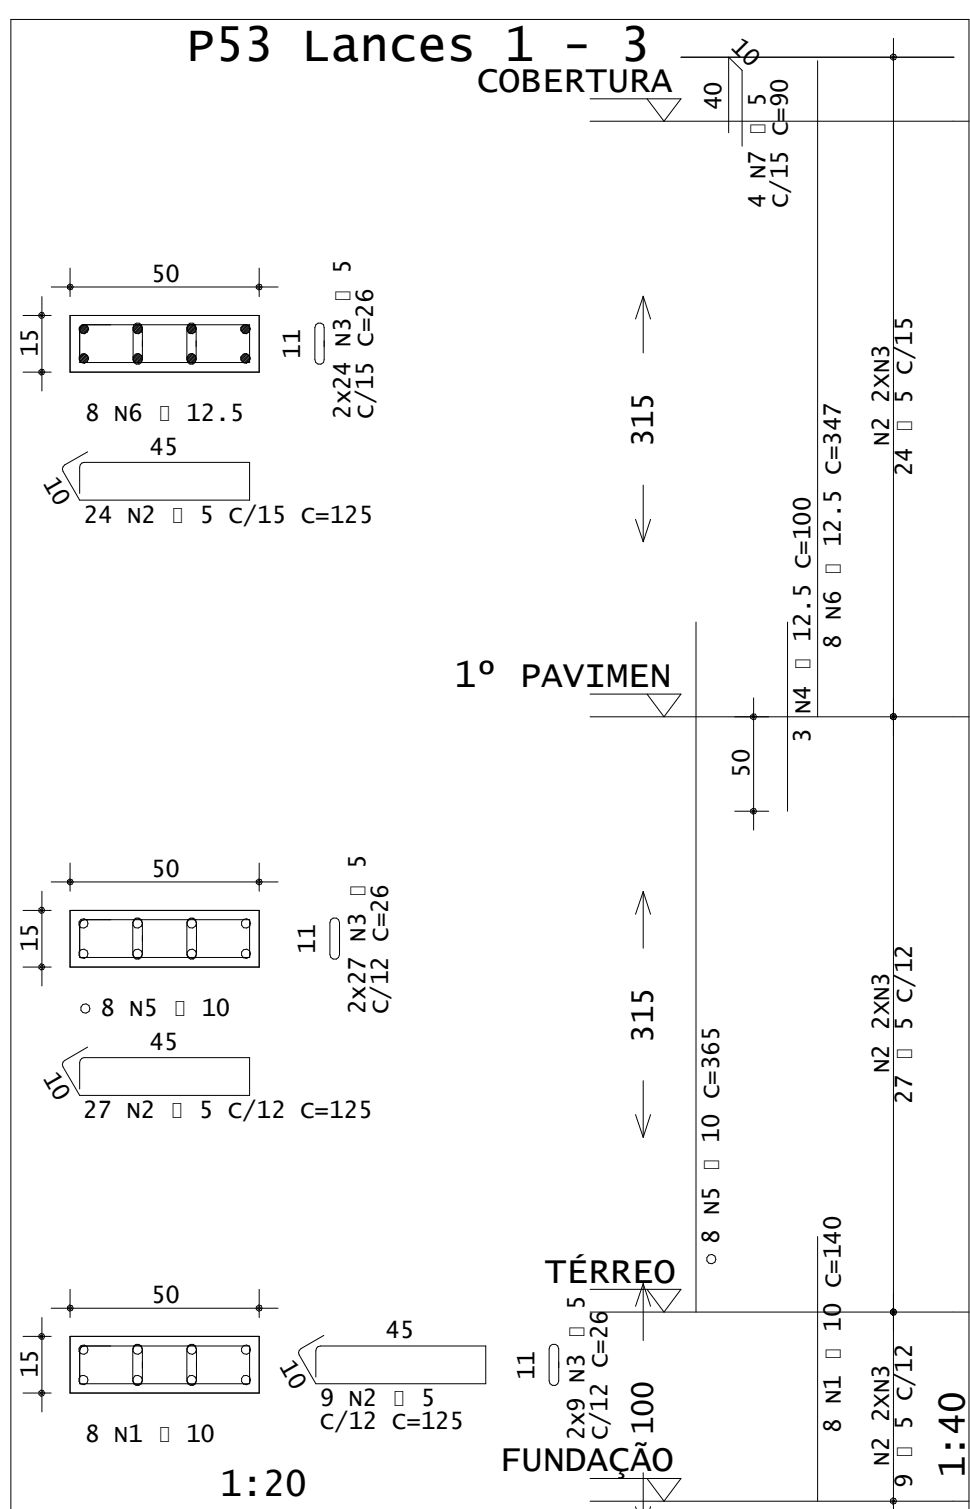 P53 Lances 1 - 3
COBERTURA
10
40
4 N7 ▯ 5
C/15 C=90
50
15
11
2x24 N3 ▯ 5
C/15 C=26
8 N6 ▯ 12.5
45
10
24 N2 ▯ 5 C/15 C=125
315
N2 2XN3
24 ▯ 5 C/15
8 N6 ▯ 12.5 C=347
3 N4 ▯ 12.5 C=100
1º PAVIMEN
50
50
15
11
2x27 N3 ▯ 5
C/12 C=26
8 N5 ▯ 10
45
10
27 N2 ▯ 5 C/12 C=125
315
8 N5 ▯ 10 C=365
N2 2XN3
27 ▯ 5 C/12
TÉRREO
50
15
8 N1 ▯ 10
45
10
9 N2 ▯ 5
C/12 C=125
11
2x9 N3 ▯ 5
C/12 C=26
100
8 N1 ▯ 10 C=140
N2 2XN3
9 ▯ 5 C/12
FUNDAÇÃO
1:20
1:40